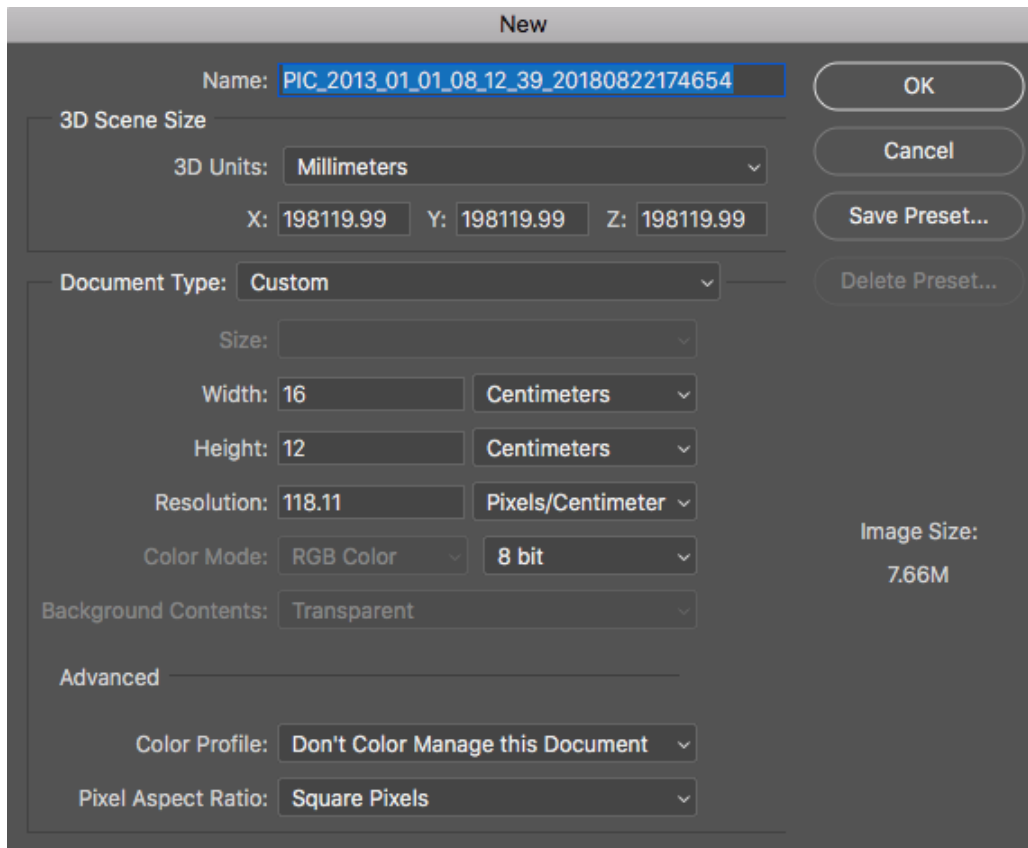 New
Name: PIC_2013_01_01_08_12_39_20180822174654
OK
3D Scene Size
Cancel
3D Units: Millimeters
X: 198119.99 Y: 198119.99 Z: 198119.99
Save Preset...
Document Type: Custom
Delete Preset...
Size:
Width: 16 Centimeters
Height: 12 Centimeters
Resolution: 118.11 Pixels/Centimeter
Color Mode: RGB Color 8 bit
Image Size:
7.66M
Background Contents: Transparent
Advanced
Color Profile: Don't Color Manage this Document
Pixel Aspect Ratio: Square Pixels